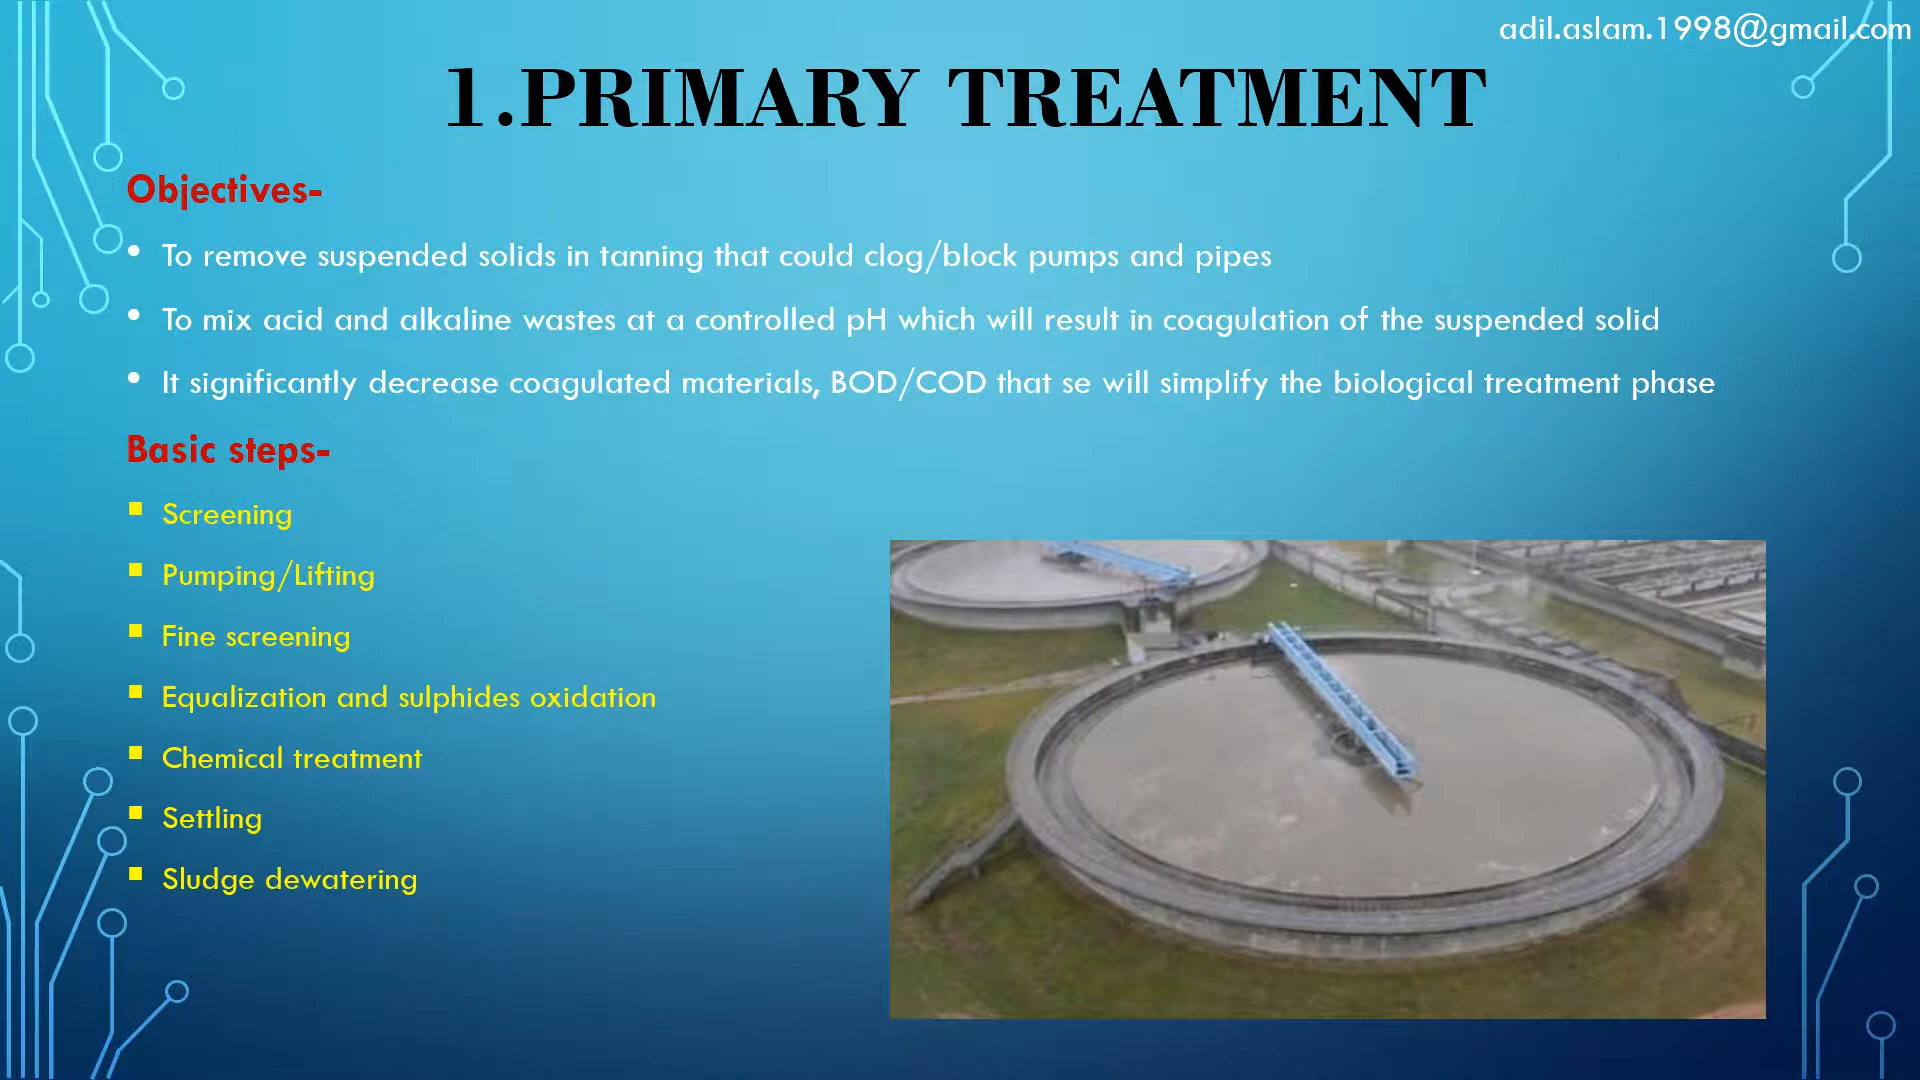 adil.aslam.1998@gmail.com
1.PRIMARY TREATMENT
Objectives-
• To remove suspended solids in tanning that could clog/block pumps and pipes
• To mix acid and alkaline wastes at a controlled pH which will result in coagulation of the suspended solid
• It significantly decrease coagulated materials, BOD/COD that se will simplify the biological treatment phase
Basic steps-
▪ Screening
▪ Pumping/Lifting
▪ Fine screening
▪ Equalization and sulphides oxidation
▪ Chemical treatment
▪ Settling
▪ Sludge dewatering